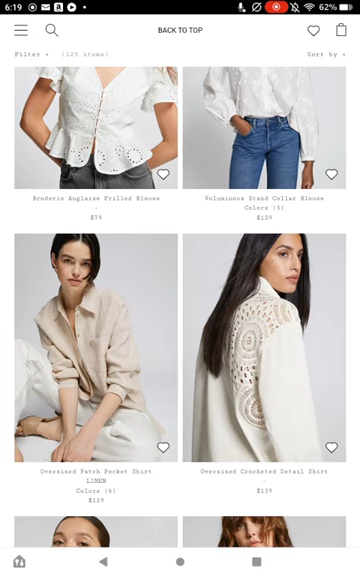 6:19
62%
BACK TO TOP
Filter
(125 items)
Sort by
Broderie Anglaise Frilled Blouse
$79
Voluminous Stand Collar Blouse
Colors (3)
$129
Oversized Patch Pocket Shirt
LINEN
Colors (6)
$129
Oversized Crocheted Detail Shirt
$139